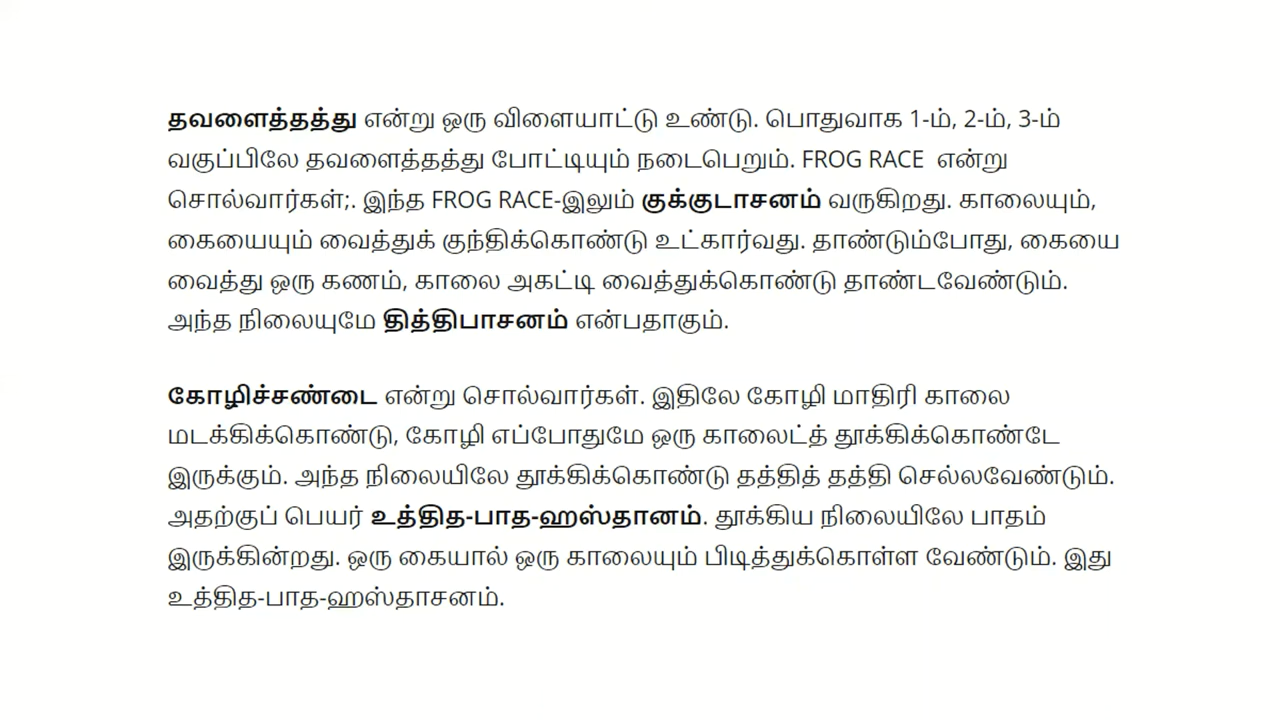 தவளைத்தத்து என்று ஒரு விளையாட்டு உண்டு. பொதுவாக 1-ம், 2-ம், 3-ம்
வகுப்பிலே தவளைத்தத்து போட்டியும் நடைபெறும். FROG RACE என்று
சொல்வார்கள்;. இந்த FROG RACE-இலும் குக்குடாசனம் வருகிறது. காலையும்,
கையையும் வைத்துக் குந்திக்கொண்டு உட்கார்வது. தாண்டும்போது, கையை
வைத்து ஒரு கணம், காலை அகட்டி வைத்துக்கொண்டு தாண்டவேண்டும்.
அந்த நிலையுமே தித்திபாசனம் என்பதாகும்.
கோழிச்சண்டை என்று சொல்வார்கள். இதிலே கோழி மாதிரி காலை
மடக்கிக்கொண்டு, கோழி எப்போதுமே ஒரு காலைட்த் தூக்கிக்கொண்டே
இருக்கும். அந்த நிலையிலே தூக்கிக்கொண்டு தத்தித் தத்தி செல்லவேண்டும்.
அதற்குப் பெயர் உத்தித-பாத-ஹஸ்தானம். தூக்கிய நிலையிலே பாதம்
இருக்கின்றது. ஒரு கையால் ஒரு காலையும் பிடித்துக்கொள்ள வேண்டும். இது
உத்தித-பாத-ஹஸ்தாசனம்.